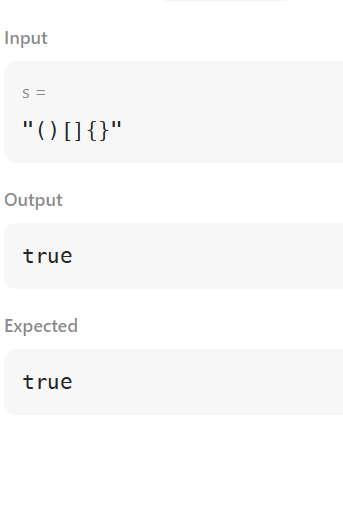 Input
s =
"()[]{}"
Output
true
Expected
true